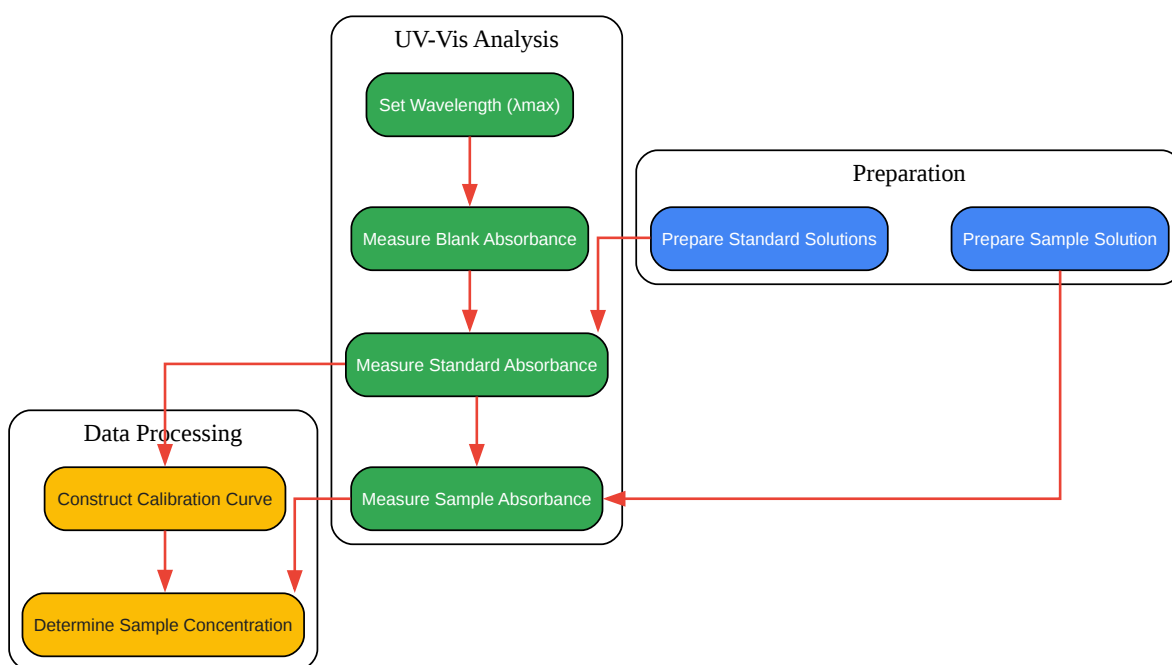 UV-Vis Analysis
Set Wavelength (λmax)
Preparation
Measure Blank Absorbance
Prepare Standard Solutions
Prepare Sample Solution
Measure Standard Absorbance
Data Processing
Construct Calibration Curve
Measure Sample Absorbance
Determine Sample Concentration